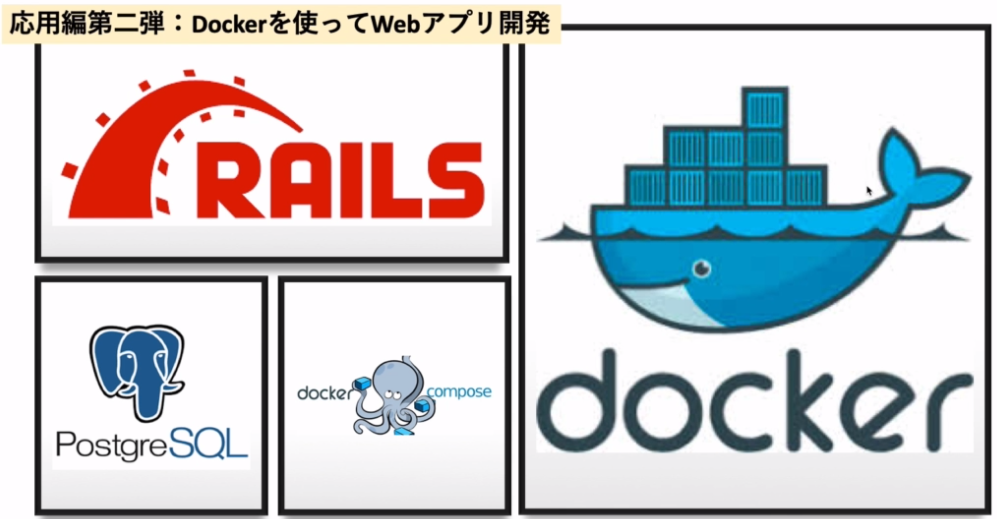 応用編第二弾：Dockerを使ってWebアプリ開発
RAILS
PostgreSQL
docker compose
docker